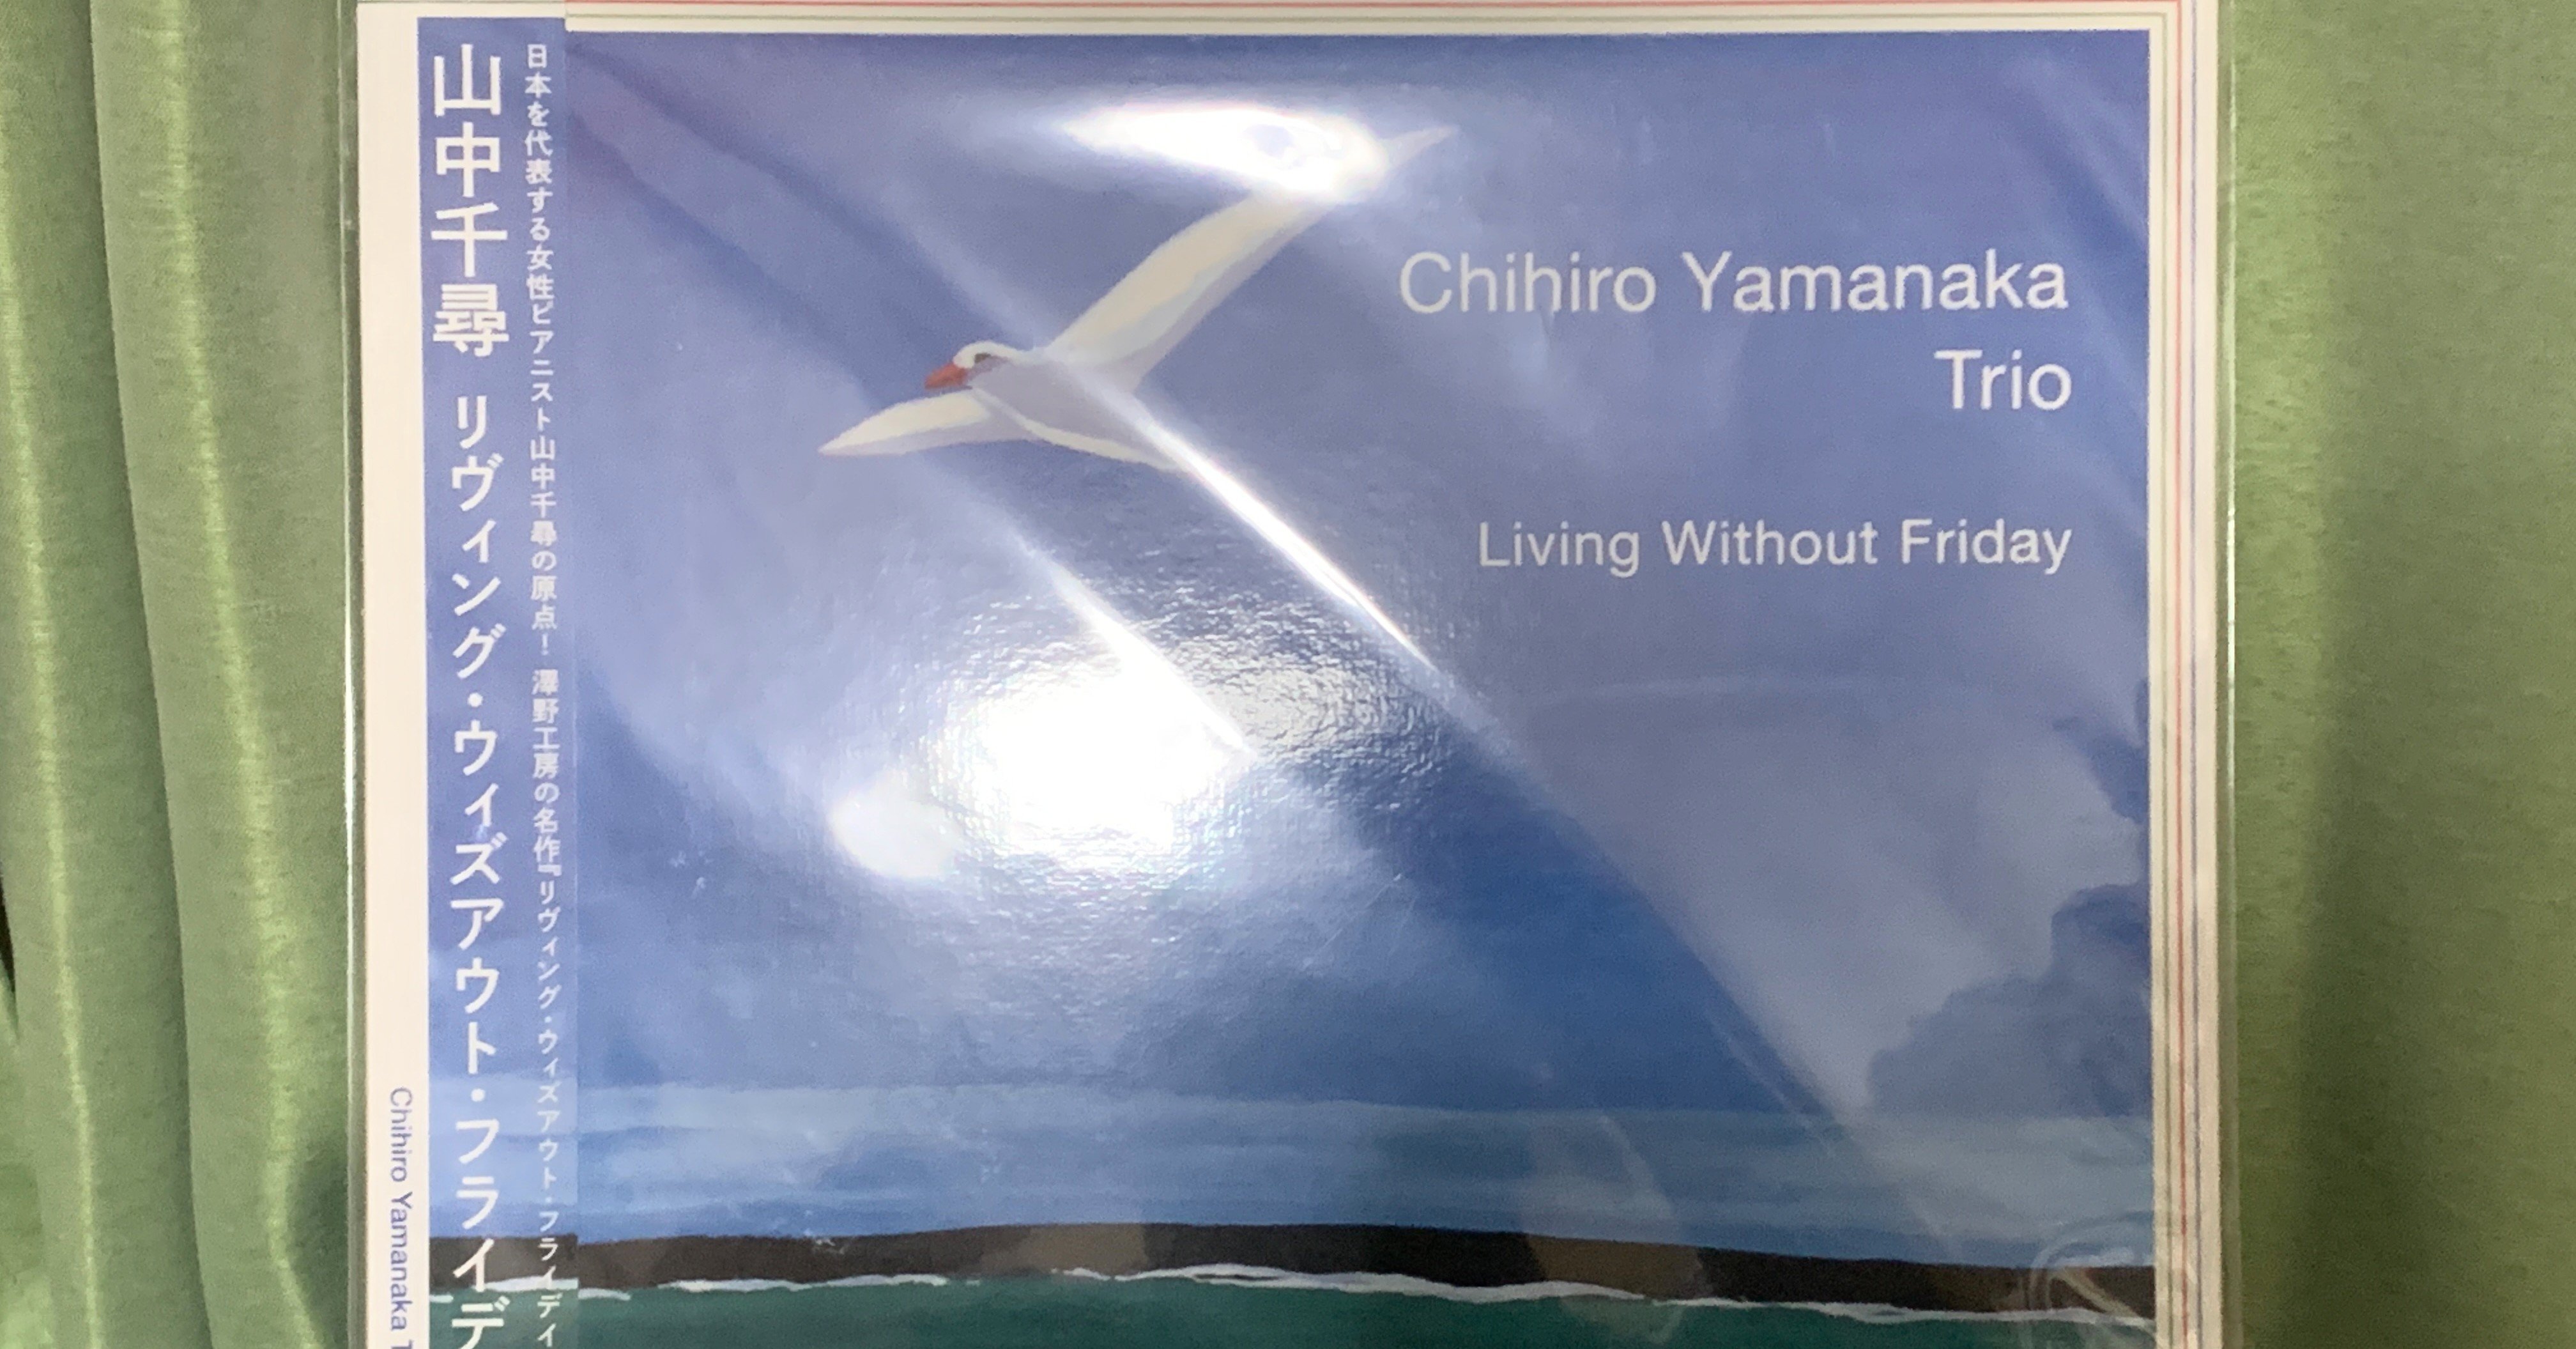 Chihiro Yamanaka
Trio
Living Without Friday
日本を代表する女性ピアニスト山中千尋の原点！ 澤野工房の名作『リヴィング・ウィズアウト・フライデイ
山中千尋 リヴィング・ウィズアウト・フライデ
Chihiro Yamanaka T